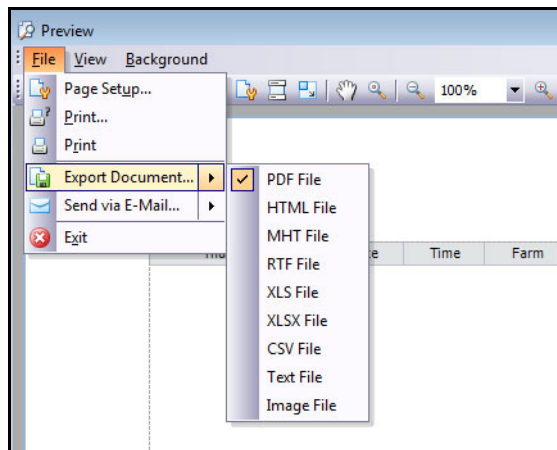 Preview
File View Background
Page Setup...
100%
Print...
Print
Export Document...
PDF File
Send via E-Mail...
HTML File
Exit
MHT File
Time Farm
RTF File
XLS File
XLSX File
CSV File
Text File
Image File